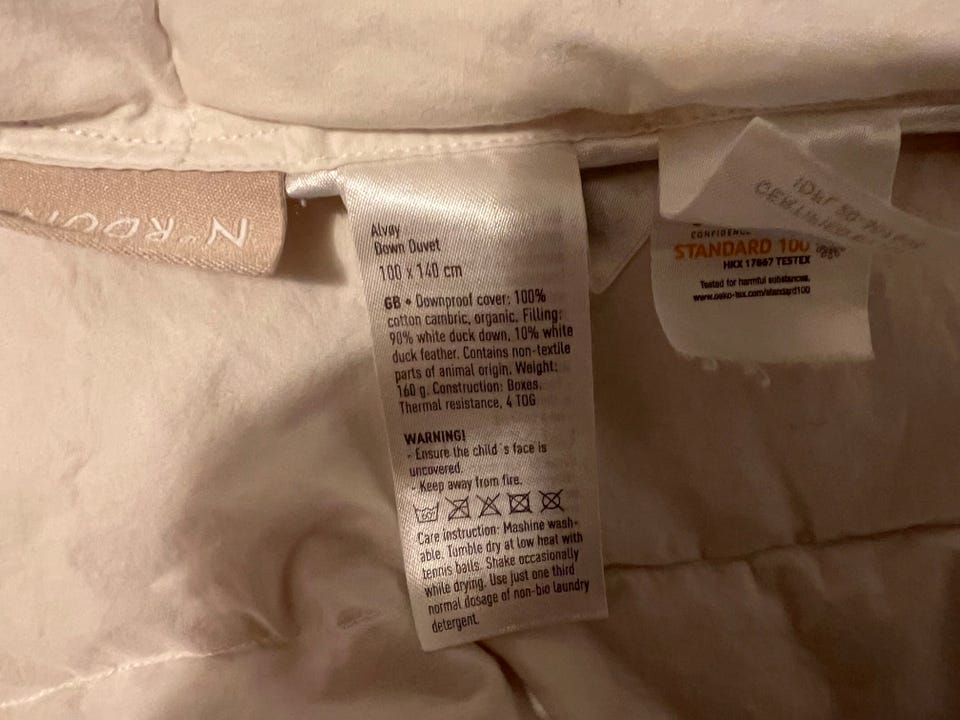 Alvay
Down Duvet
100 x 140 cm
GB • Downproof cover: 100%
cotton cambric, organic. Filling:
90% white duck down, 10% white
duck feather. Contains non-textile
parts of animal origin. Weight:
160 g. Construction: Boxes.
Thermal resistance, 4 TOG
WARNING!
- Ensure the child´s face is
uncovered.
- Keep away from fire.
Care instruction: Mashine wash-
able. Tumble dry at low heat with
tennis balls. Shake occasionally
while drying. Use just one third
normal dosage of non-bio laundry
detergent.
CONFIDENCE
STANDARD 100
HKX 17867 TESTEX
Tested for harmful substances.
www.oeko-tex.com/standard100